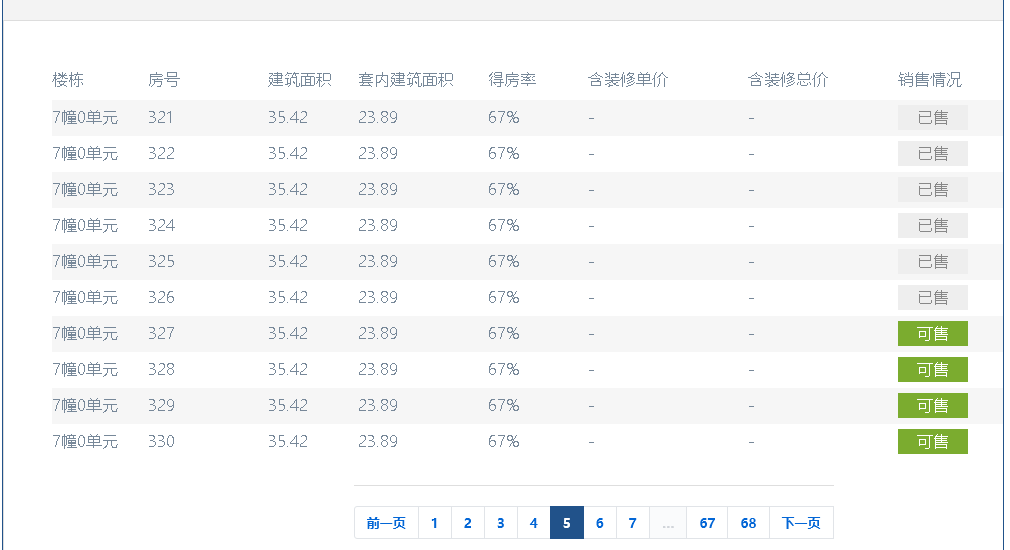 楼栋 房号 建筑面积 套内建筑面积 得房率 含装修单价 含装修总价 销售情况
7幢0单元 321 35.42 23.89 67% - - 已售
7幢0单元 322 35.42 23.89 67% - - 已售
7幢0单元 323 35.42 23.89 67% - - 已售
7幢0单元 324 35.42 23.89 67% - - 已售
7幢0单元 325 35.42 23.89 67% - - 已售
7幢0单元 326 35.42 23.89 67% - - 已售
7幢0单元 327 35.42 23.89 67% - - 可售
7幢0单元 328 35.42 23.89 67% - - 可售
7幢0单元 329 35.42 23.89 67% - - 可售
7幢0单元 330 35.42 23.89 67% - - 可售
前一页 1 2 3 4 5 6 7 ... 67 68 下一页